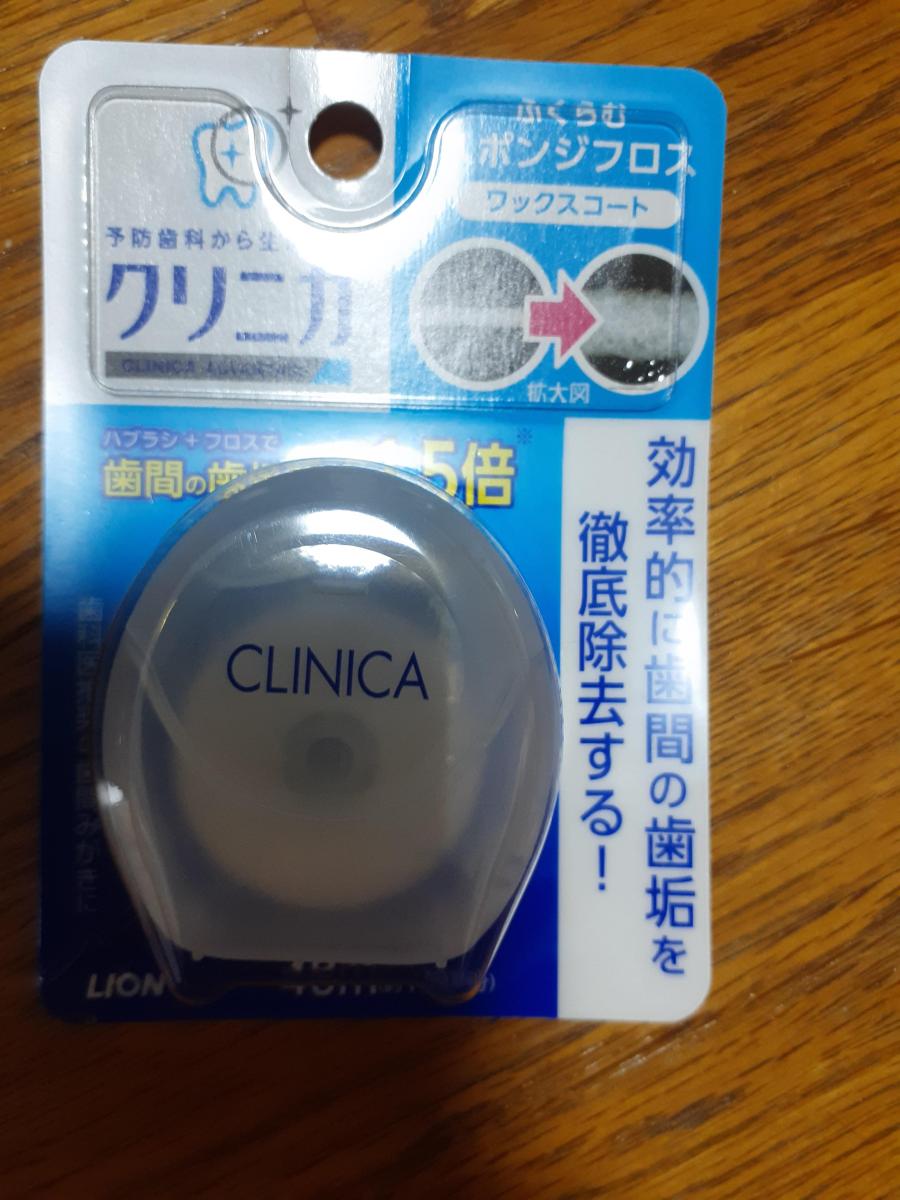 ふくらむ
ポンジフロス
ワックスコート
予防歯科から生
クリニカ
CLINICA ADVANTAGE
拡大図
ハブラシ+フロスで
歯間の歯垢
5倍※
効率的に歯間の歯垢を
徹底除去する!
CLINICA
LION